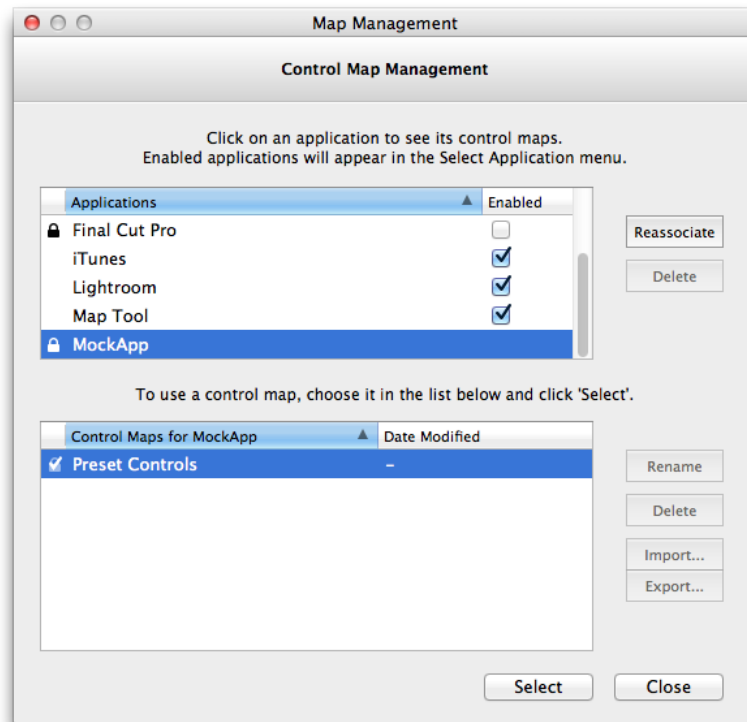 Map Management
Control Map Management
Click on an application to see its control maps.
Enabled applications will appear in the Select Application menu.
Applications Enabled
Final Cut Pro
Reassociate
iTunes
Delete
Lightroom
Map Tool
MockApp
To use a control map, choose it in the list below and click 'Select'.
Control Maps for MockApp Date Modified
Preset Controls –
Rename
Delete
Import...
Export...
Select Close